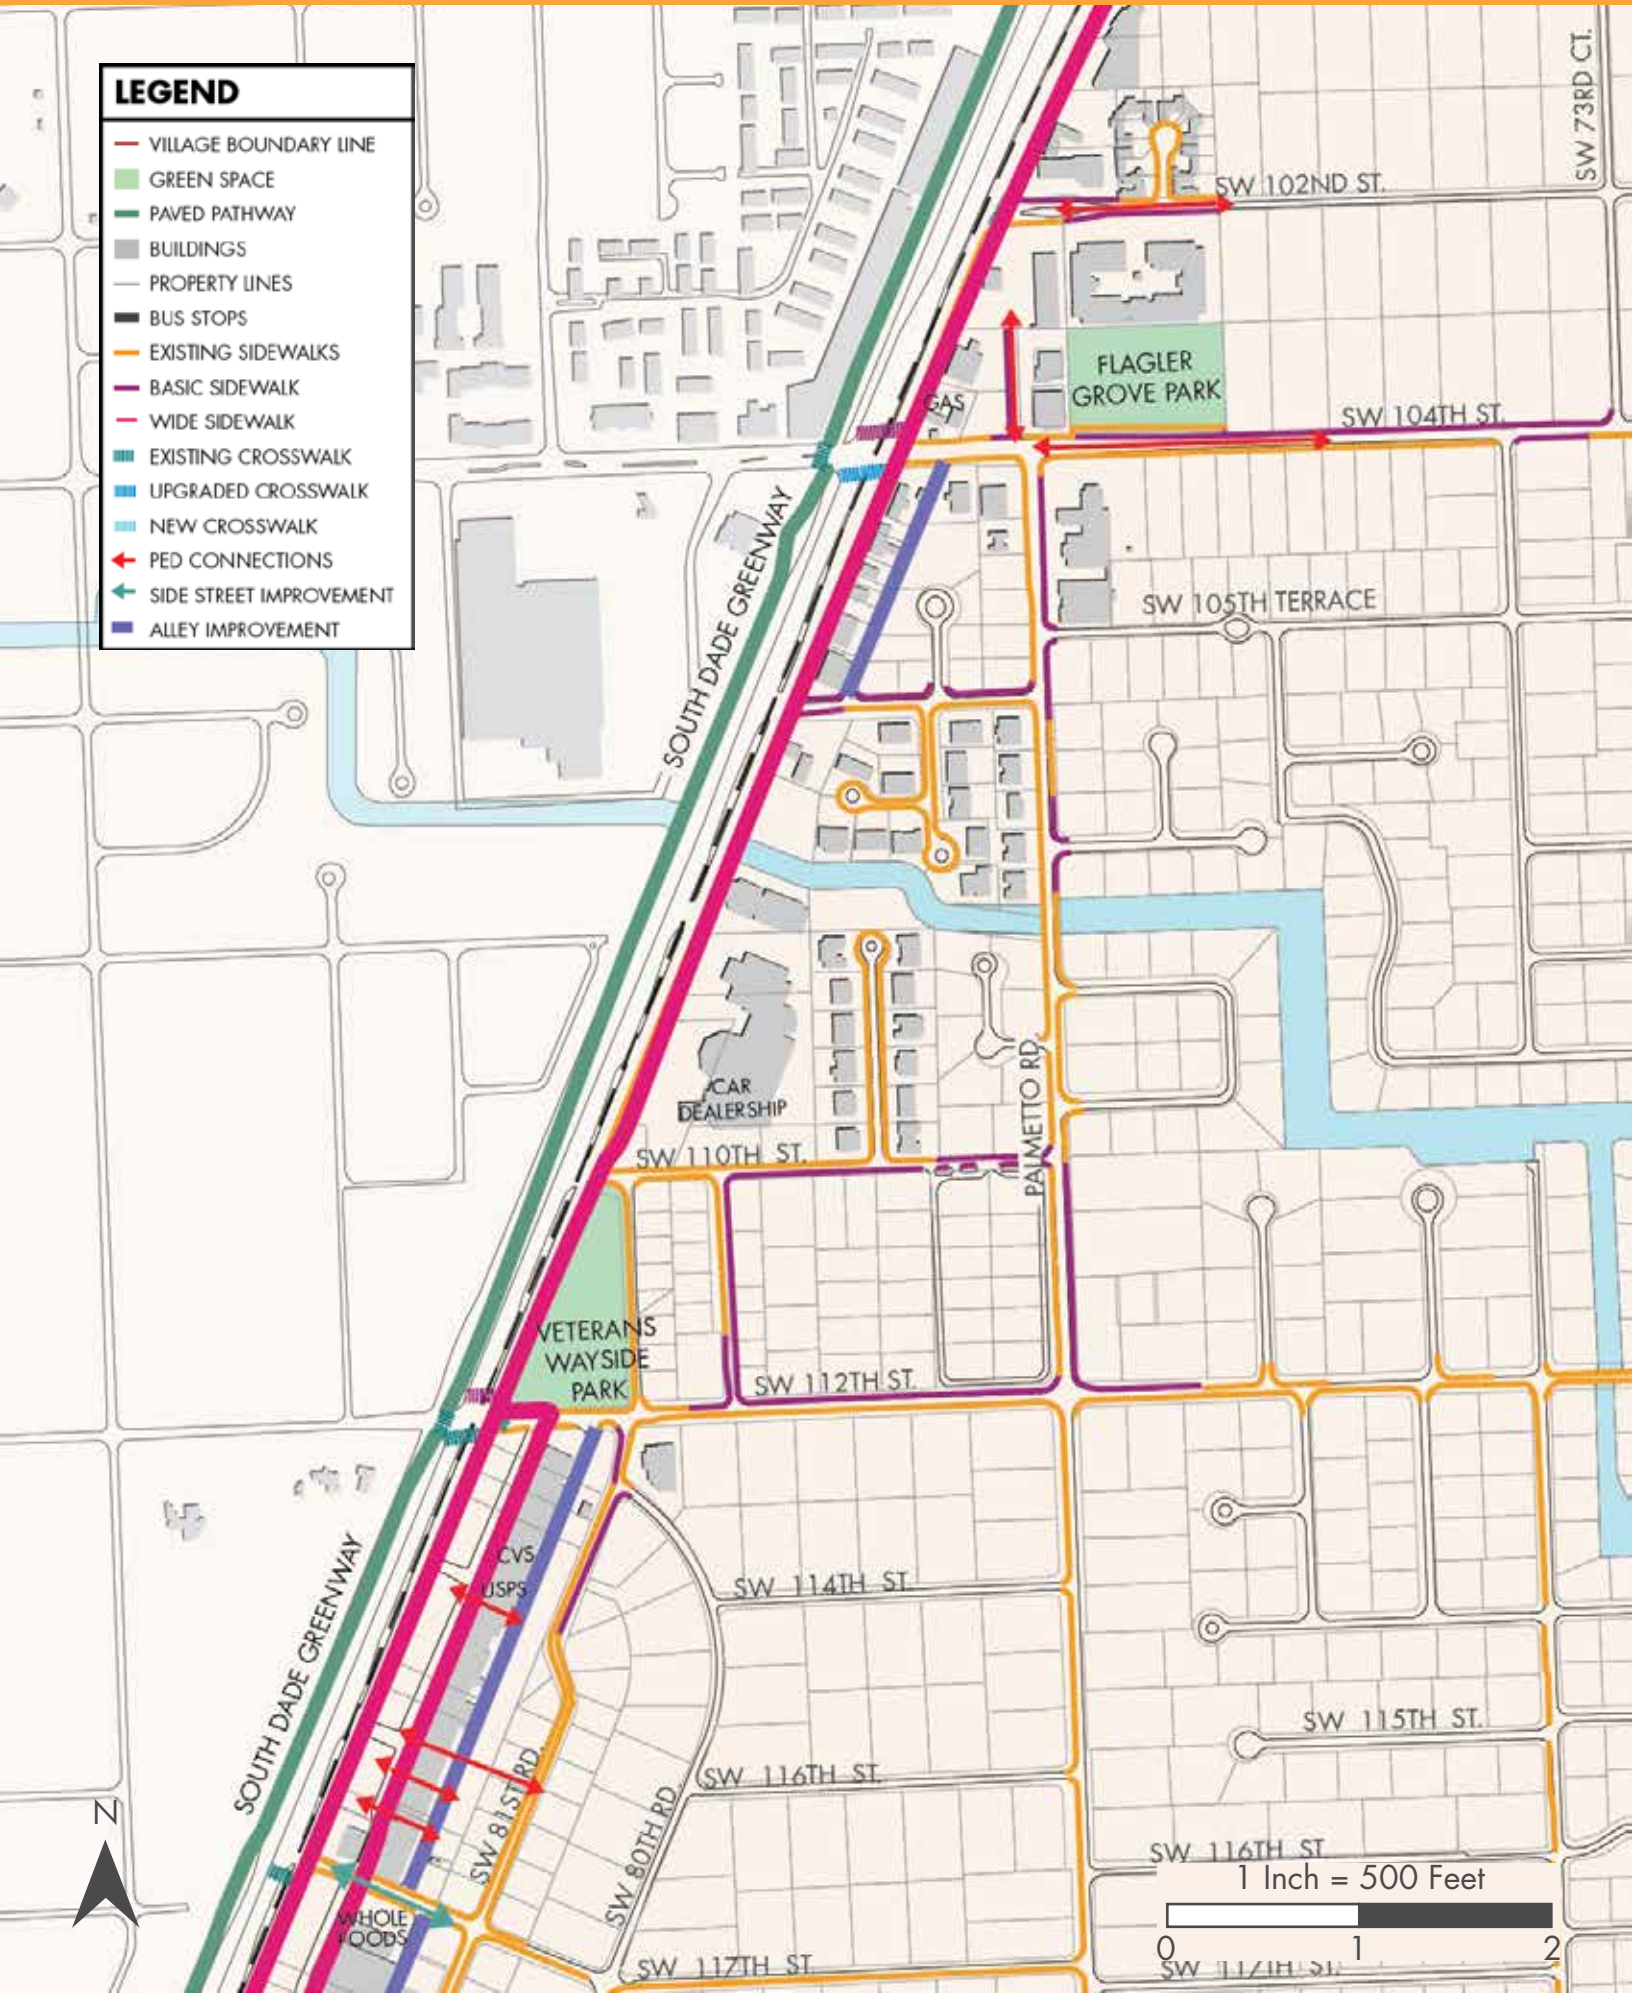 LEGEND
VILLAGE BOUNDARY LINE
GREEN SPACE
PAVED PATHWAY
BUILDINGS
PROPERTY LINES
BUS STOPS
EXISTING SIDEWALKS
BASIC SIDEWALK
WIDE SIDEWALK
EXISTING CROSSWALK
UPGRADED CROSSWALK
NEW CROSSWALK
PED CONNECTIONS
SIDE STREET IMPROVEMENT
ALLEY IMPROVEMENT
SW 73RD CT.
SW 102ND ST.
FLAGLER
GROVE PARK
GAS
SW 104TH ST.
SOUTH DADE GREENWAY
SW 105TH TERRACE
CAR
DEALERSHIP
PALMETTO RD.
SW 110TH ST.
VETERANS
WAYSIDE
PARK
SW 112TH ST.
CVS
USPS
SW 114TH ST.
SOUTH DADE GREENWAY
SW 115TH ST.
SW 116TH ST.
SW 81ST RD.
SW 80TH RD.
SW 116TH ST
N
WHOLE
FOODS
SW 117TH ST.
1 Inch = 500 Feet
0 1 2
SW 117TH ST.